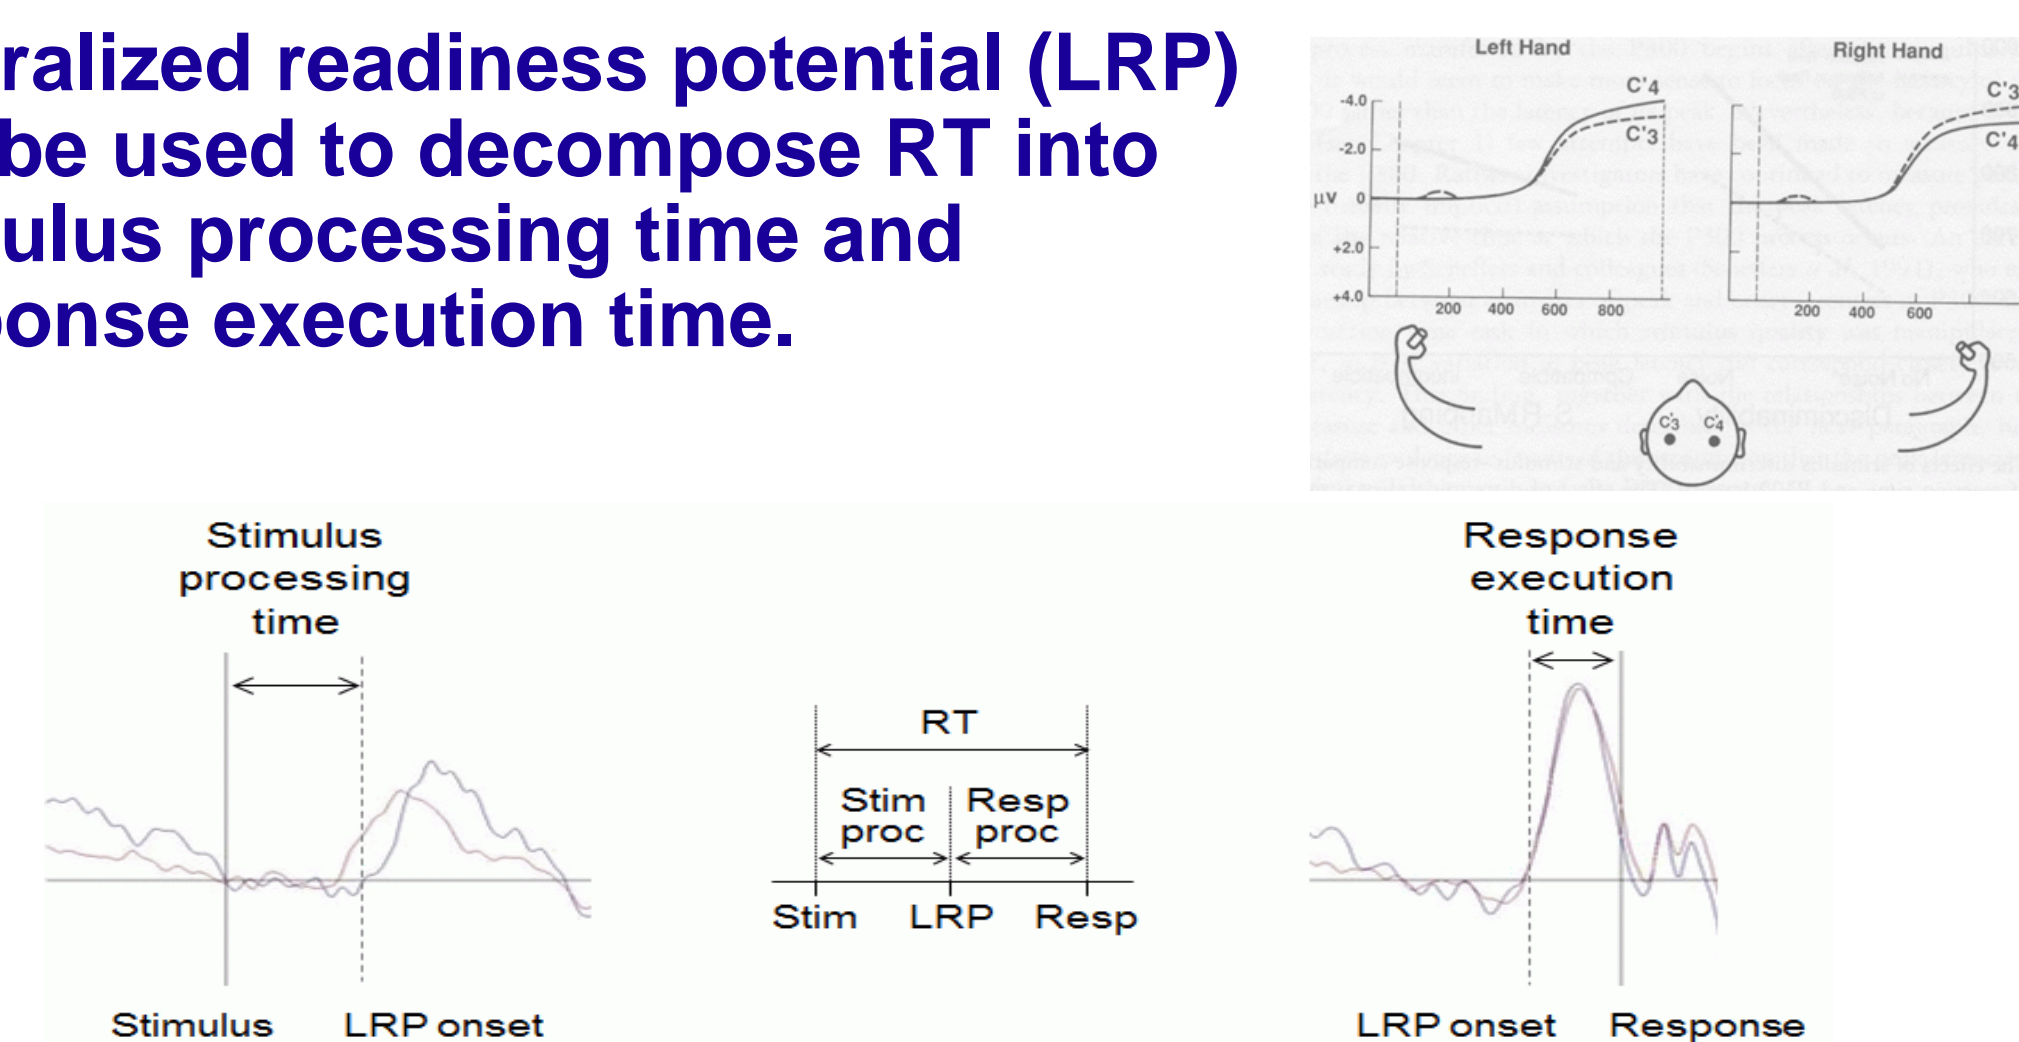 ralized readiness potential (LRP)
be used to decompose RT into
ulus processing time and
onse execution time.
Left Hand
Right Hand
C'4
C'3
-4.0
-2.0
µV
0
+2.0
+4.0
200 400 600 800
C'3
C'4
200 400 600
C'3 C'4
Stimulus
processing
time
Stimulus
LRP onset
RT
Stim
proc
Resp
proc
Stim
LRP
Resp
Response
execution
time
LRP onset
Response